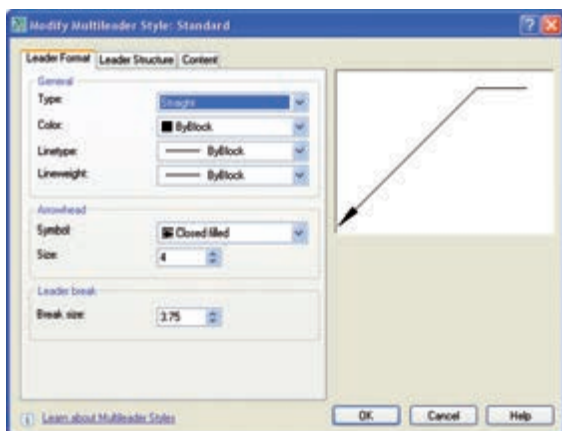 Modify Multileader Style: Standard
Leader Format Leader Structure Content
General
Type: Straight
Color: ByBlock
Linetype: ByBlock
Lineweight: ByBlock
Arrowhead
Symbol: Closed filled
Size: 4
Leader break
Break size: 3.75
Learn about Multileader Styles
OK Cancel Help